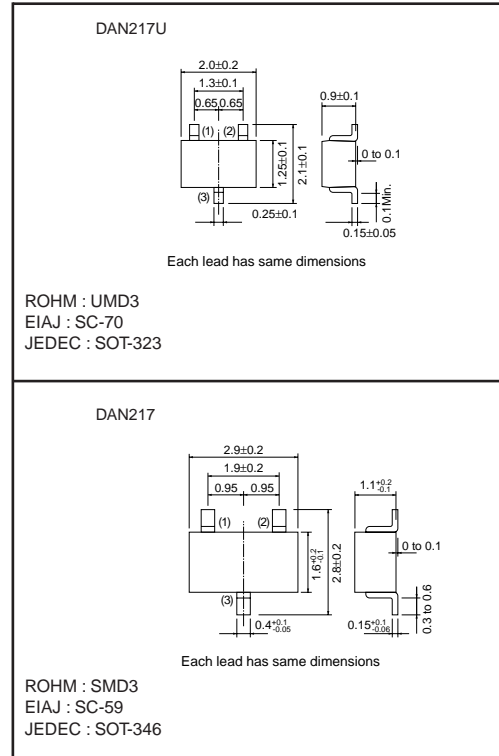 DAN217U
2.0±0.2
1.3±0.1
0.65 0.65
0.9±0.1
(1) (2)
0 to 0.1
1.25±0.1
2.1±0.1
(3)
0.1Min.
0.25±0.1
0.15±0.05
Each lead has same dimensions
ROHM : UMD3
EIAJ : SC-70
JEDEC : SOT-323
DAN217
2.9±0.2
1.9±0.2
0.95 0.95
1.1+0.2 -0.1
(1) (2)
0 to 0.1
1.6+0.2 -0.1
2.8±0.2
(3)
0.3 to 0.6
0.4+0.1 -0.05
0.15+0.1 -0.06
Each lead has same dimensions
ROHM : SMD3
EIAJ : SC-59
JEDEC : SOT-346